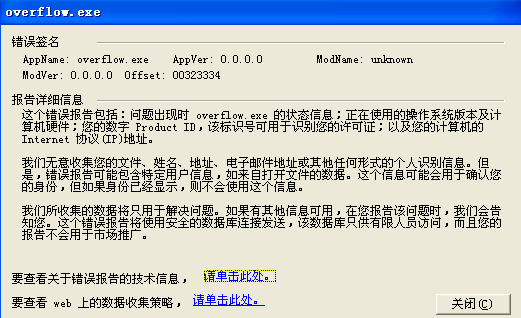 overflow.exe
错误签名
AppName: overflow.exe AppVer: 0.0.0.0 ModName: unknown
ModVer: 0.0.0.0 Offset: 00323334
报告详细信息
这个错误报告包括：问题出现时 overflow.exe 的状态信息；正在使用的操作系统版本及计
算机硬件；您的数字 Product ID，该标识号可用于识别您的许可证；以及您的计算机的
Internet 协议(IP)地址。
我们无意收集您的文件、姓名、地址、电子邮件地址或其他任何形式的个人识别信息。但
是，错误报告可能包含特定用户信息，如来自打开文件的数据。这个信息可能会用于确认您
的身份，但如果身份已经显示，则不会使用这个信息。
我们所收集的数据将只用于解决问题。如果有其他信息可用，在您报告该问题时，我们会告
知您。这个错误报告将使用安全的数据库连接发送，该数据库只供有限人员访问，而且您的
报告不会用于市场推广。
要查看关于错误报告的技术信息， 请单击此处。
要查看 web 上的数据收集策略， 请单击此处。
关闭(C)